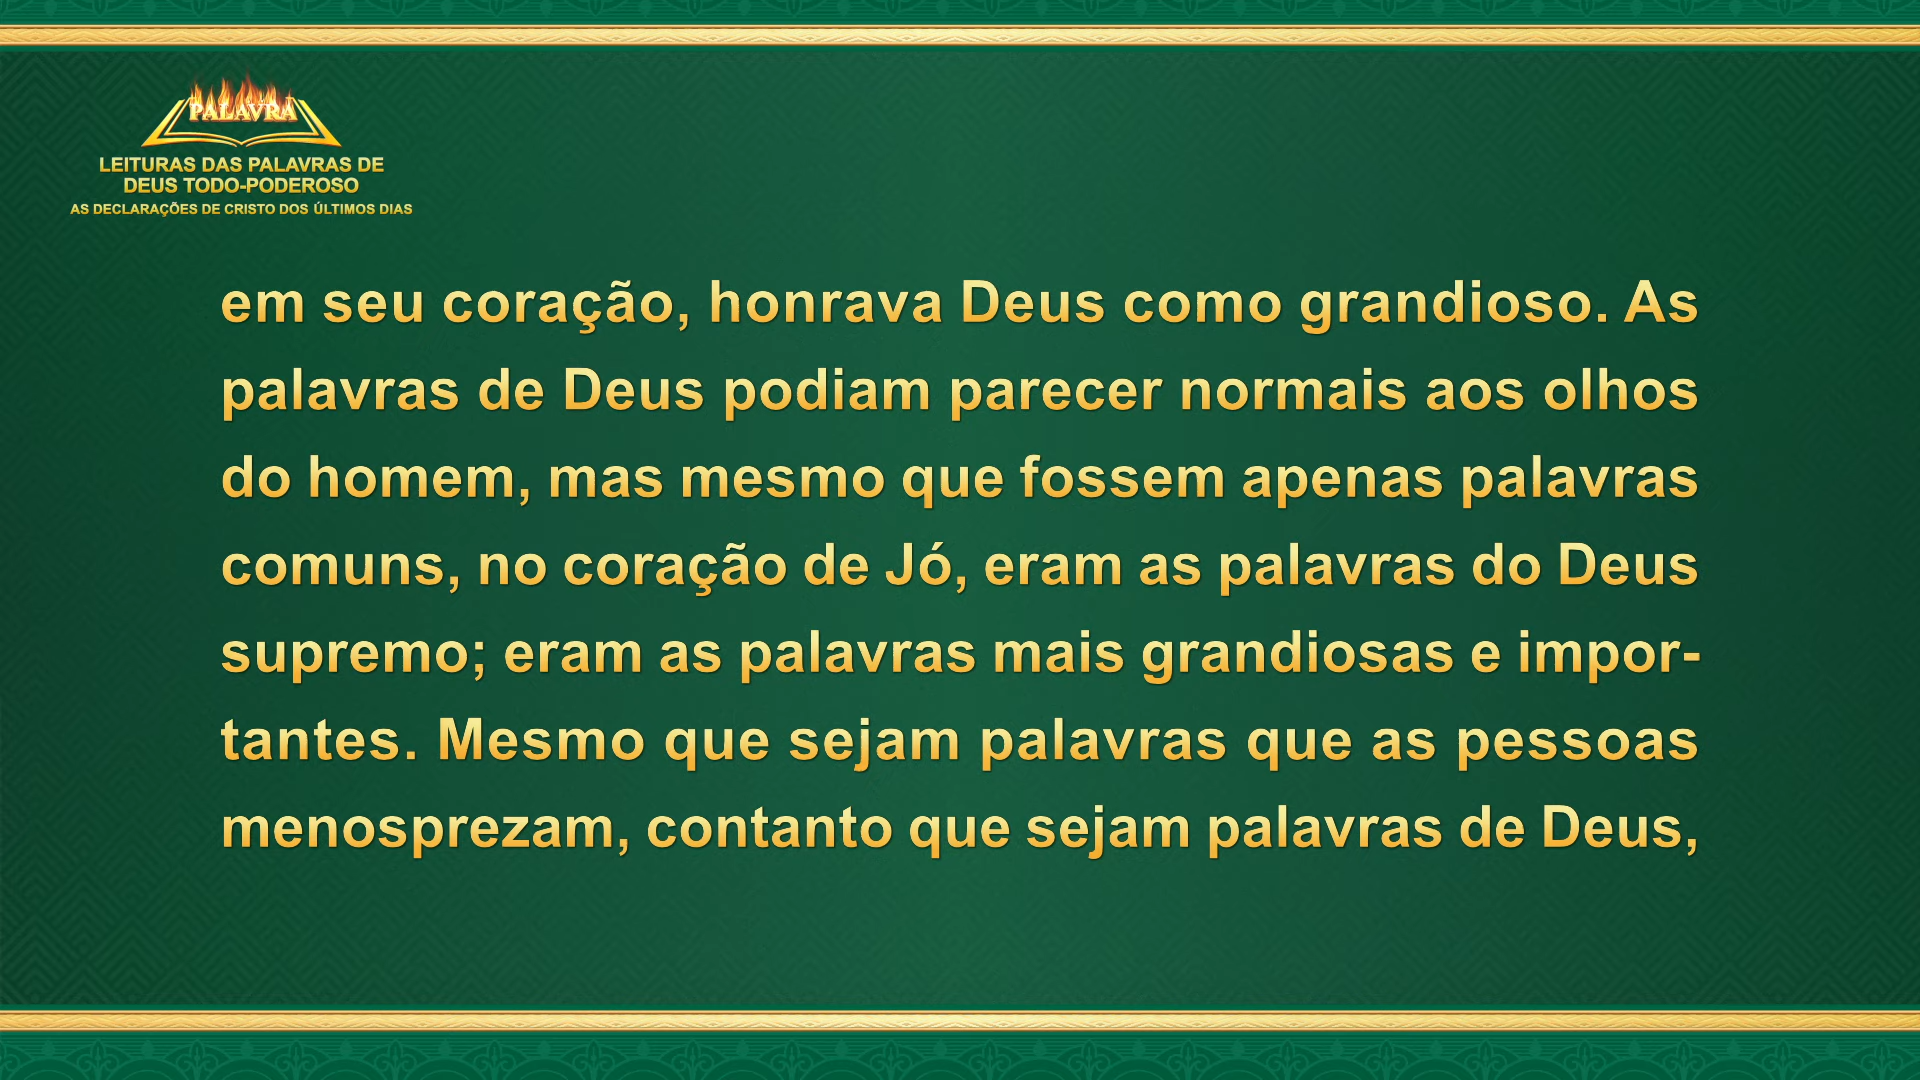 PALAVRA
LEITURAS DAS PALAVRAS DE
DEUS TODO-PODEROSO
AS DECLARAÇÕES DE CRISTO DOS ÚLTIMOS DIAS
em seu coração, honrava Deus como grandioso. As
palavras de Deus podiam parecer normais aos olhos
do homem, mas mesmo que fossem apenas palavras
comuns, no coração de Jó, eram as palavras do Deus
supremo; eram as palavras mais grandiosas e impor-
tantes. Mesmo que sejam palavras que as pessoas
menosprezam, contanto que sejam palavras de Deus,